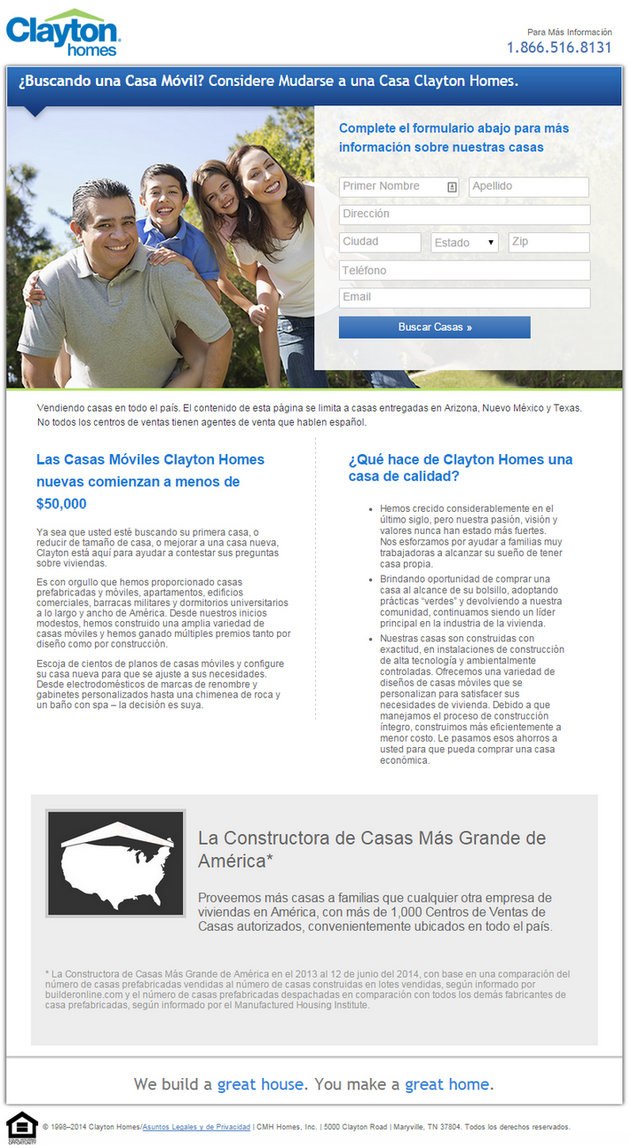 Clayton
homes
Para Más Información
1.866.516.8131
¿Buscando una Casa Móvil? Considere Mudarse a una Casa Clayton Homes.
Complete el formulario abajo para más
información sobre nuestras casas
Primer Nombre
Apellido
Dirección
Ciudad
Estado
Zip
Teléfono
Email
Buscar Casas »
Vendiendo casas en todo el país. El contenido de esta página se limita a casas entregadas en Arizona, Nuevo México y Texas.
No todos los centros de ventas tienen agentes de venta que hablen español.
Las Casas Móviles Clayton Homes
nuevas comienzan a menos de
$50,000
Ya sea que usted esté buscando su primera casa, o
reducir de tamaño de casa, o mejorar a una casa nueva,
Clayton está aquí para ayudar a contestar sus preguntas
sobre viviendas.
Es con orgullo que hemos proporcionado casas
prefabricadas y móviles, apartamentos, edificios
comerciales, barracas militares y dormitorios universitarios
a lo largo y ancho de América. Desde nuestros inicios
modestos, hemos construido una amplia variedad de
casas móviles y hemos ganado múltiples premios tanto por
diseño como por construcción.
Escoja de cientos de planos de casas móviles y configure
su casa nueva para que se ajuste a sus necesidades.
Desde electrodomésticos de marcas de renombre y
gabinetes personalizados hasta una chimenea de roca y
un baño con spa – la decisión es suya.
¿Qué hace de Clayton Homes una
casa de calidad?
• Hemos crecido considerablemente en el
último siglo, pero nuestra pasión, visión y
valores nunca han estado más fuertes.
Nos esforzamos por ayudar a familias muy
trabajadoras a alcanzar su sueño de tener
casa propia.
• Brindando oportunidad de comprar una
casa al alcance de su bolsillo, adoptando
prácticas “verdes” y devolviendo a nuestra
comunidad, continuamos siendo un líder
principal en la industria de la vivienda.
• Nuestras casas son construidas con
exactitud, en instalaciones de construcción
de alta tecnología y ambientalmente
controladas. Ofrecemos una variedad de
diseños de casas móviles que se
personalizan para satisfacer sus
necesidades de vivienda. Debido a que
manejamos el proceso de construcción
íntegro, construimos más eficientemente a
menor costo. Le pasamos esos ahorros a
usted para que pueda comprar una casa
económica.
La Constructora de Casas Más Grande de
América*
Proveemos más casas a familias que cualquier otra empresa de
viviendas en América, con más de 1,000 Centros de Ventas de
Casas autorizados, convenientemente ubicados en todo el país.
* La Constructora de Casas Más Grande de América en el 2013 al 12 de junio del 2014, con base en una comparación del
número de casas prefabricadas vendidas al número de casas construidas en lotes vendidas, según informado por
builderonline.com y el número de casas prefabricadas despachadas en comparación con todos los demás fabricantes de
casa prefabricadas, según informado por el Manufactured Housing Institute.
We build a great house. You make a great home.
© 1998–2014 Clayton Homes/Asuntos Legales y de Privacidad | CMH Homes, Inc. | 5000 Clayton Road | Maryville, TN 37804. Todos los derechos reservados.